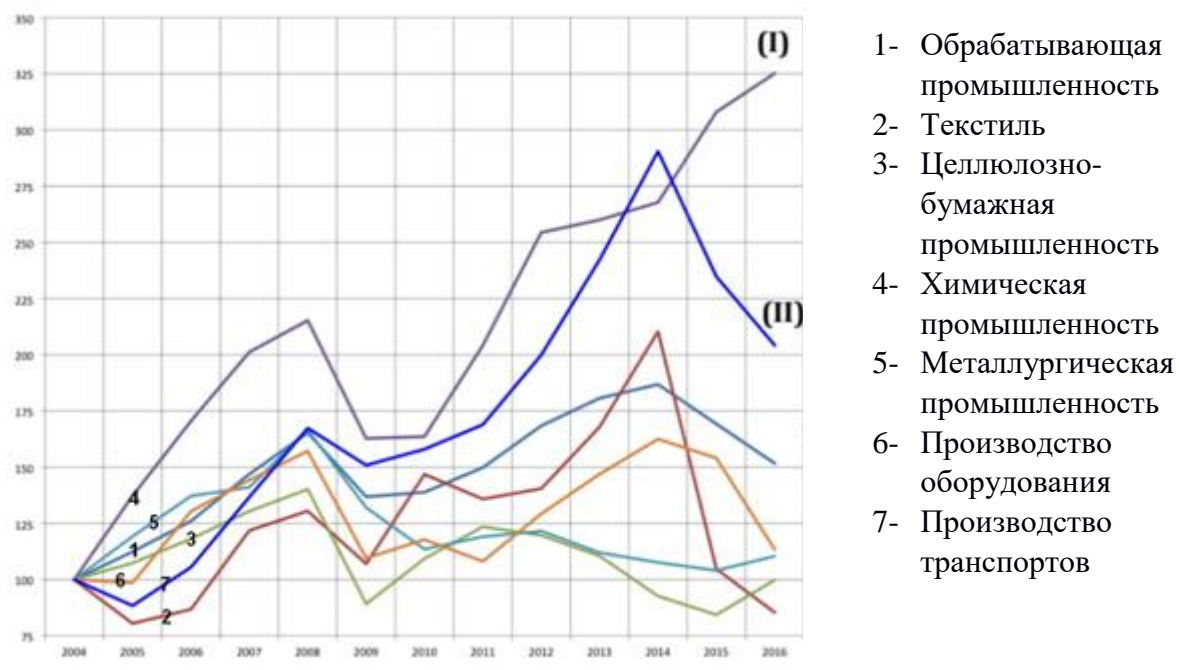 350
325
300
275
250
225
200
175
150
125
100
75
(I)
(II)
4
5
1
3
6
7
2
2004 2005 2006 2007 2008 2009 2010 2011 2012 2013 2014 2015 2016
1- Обрабатывающая
промышленность
2- Текстиль
3- Целлюлозно-
бумажная
промышленность
4- Химическая
промышленность
5- Металлургическая
промышленность
6- Производство
оборудования
7- Производство
транспортов